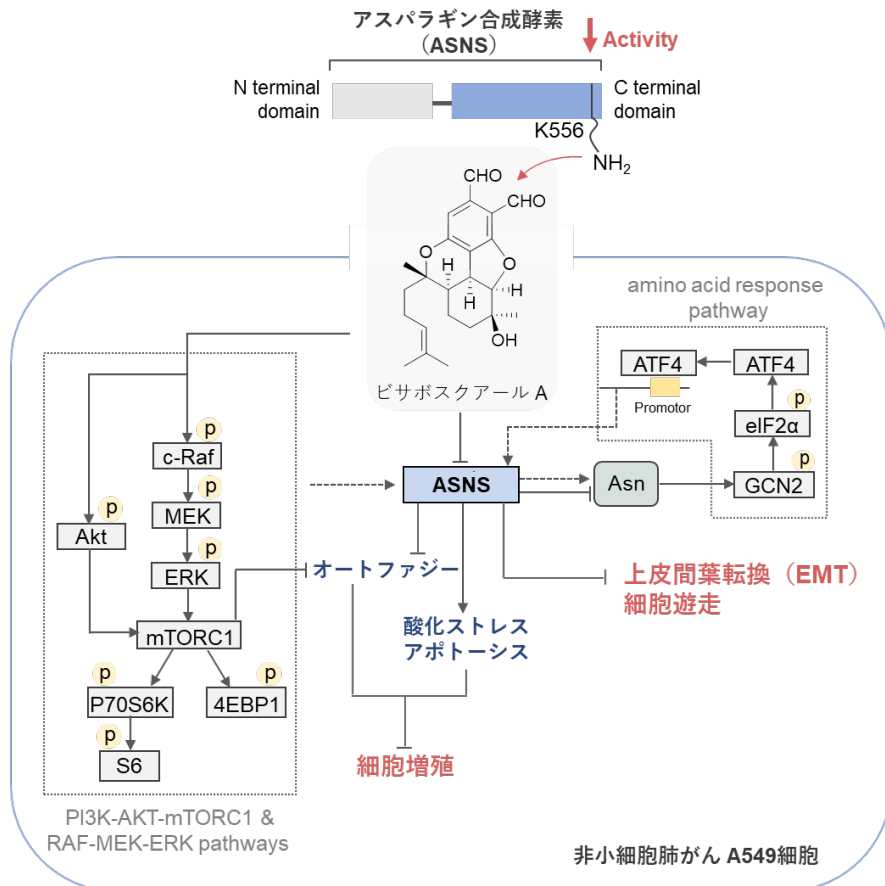 アスパラギン合成酵素
（ASNS）
Activity
N terminal
domain
C terminal
domain
K556
NH2
CHO
CHO
O
O
H
H
H
OH
ビサボスクアール A
amino acid response
pathway
ATF4
ATF4
Promotor
p
eIF2α
p
GCN2
Asn
ASNS
p
c-Raf
p
MEK
p
Akt
p
ERK
mTORC1
p
P70S6K
p
4EBP1
p
S6
オートファジー
酸化ストレス
アポトーシス
上皮間葉転換（EMT）
細胞遊走
細胞増殖
PI3K-AKT-mTORC1 &
RAF-MEK-ERK pathways
非小細胞肺がん A549細胞